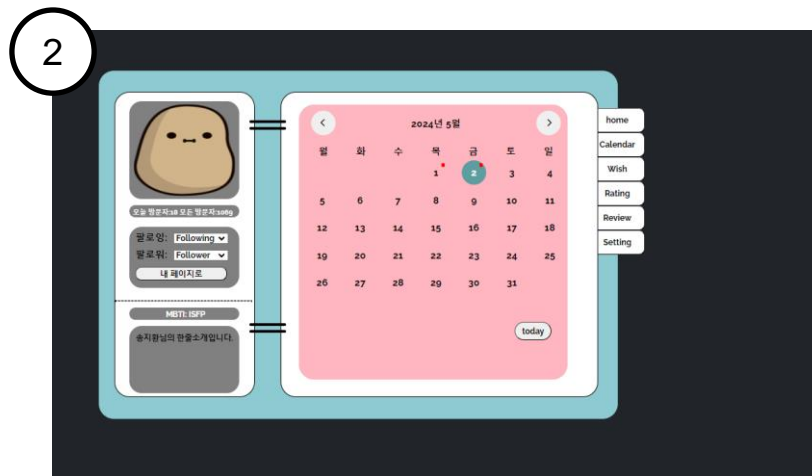 2
오늘 방문자:18 모든 방문자:1069
팔로잉: Following
팔로워: Follower
내 페이지로
MBTI: ISFP
송지환님의 한줄소개입니다.
2024년 5월
월 화 수 목 금 토 일
1 2 3 4
5 6 7 8 9 10 11
12 13 14 15 16 17 18
19 20 21 22 23 24 25
26 27 28 29 30 31
today
home
Calendar
Wish
Rating
Review
Setting